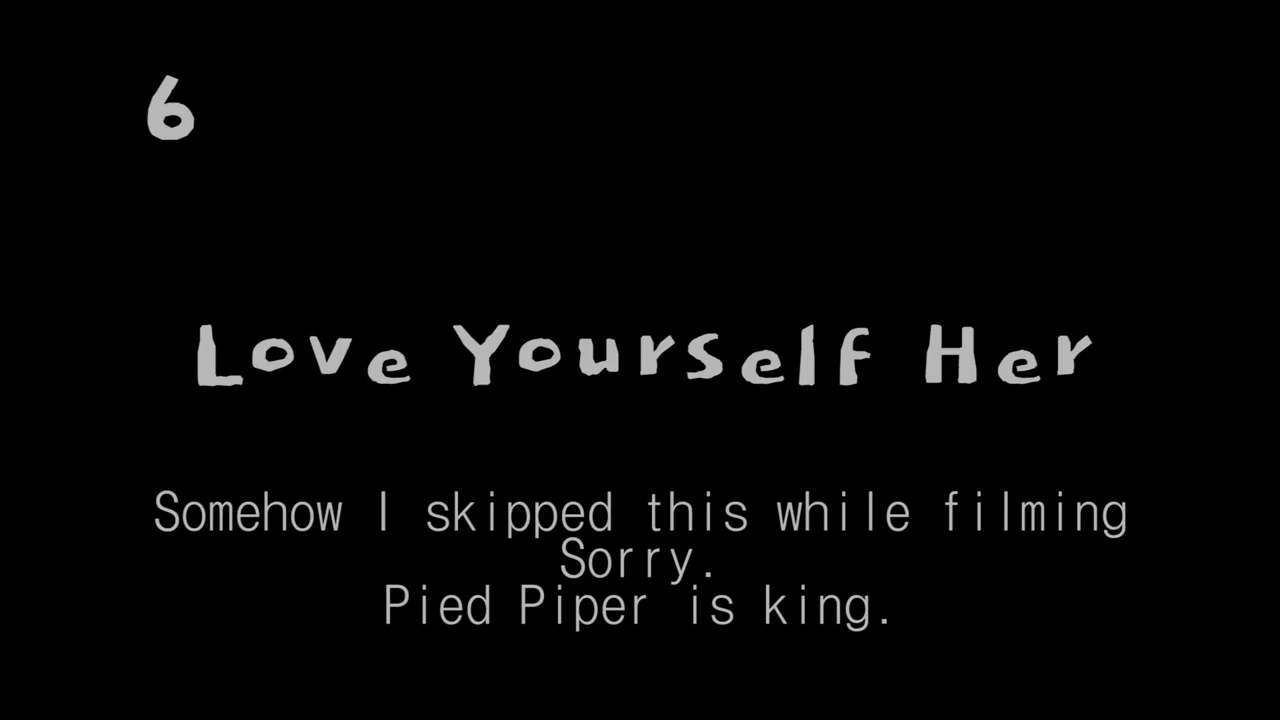 6
Love Yourself Her
Somehow I skipped this while filming
Sorry.
Pied Piper is king.